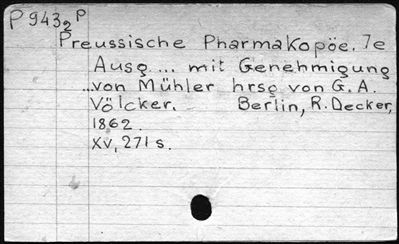 P943₂ᴾ
Preussische Pharmakopöe. 7e
Ausg ... mit Genehmigung
..von Mühler hrsg von G. A.
Völcker. Berlin, R. Decker,
1862.
XV, 271 s.